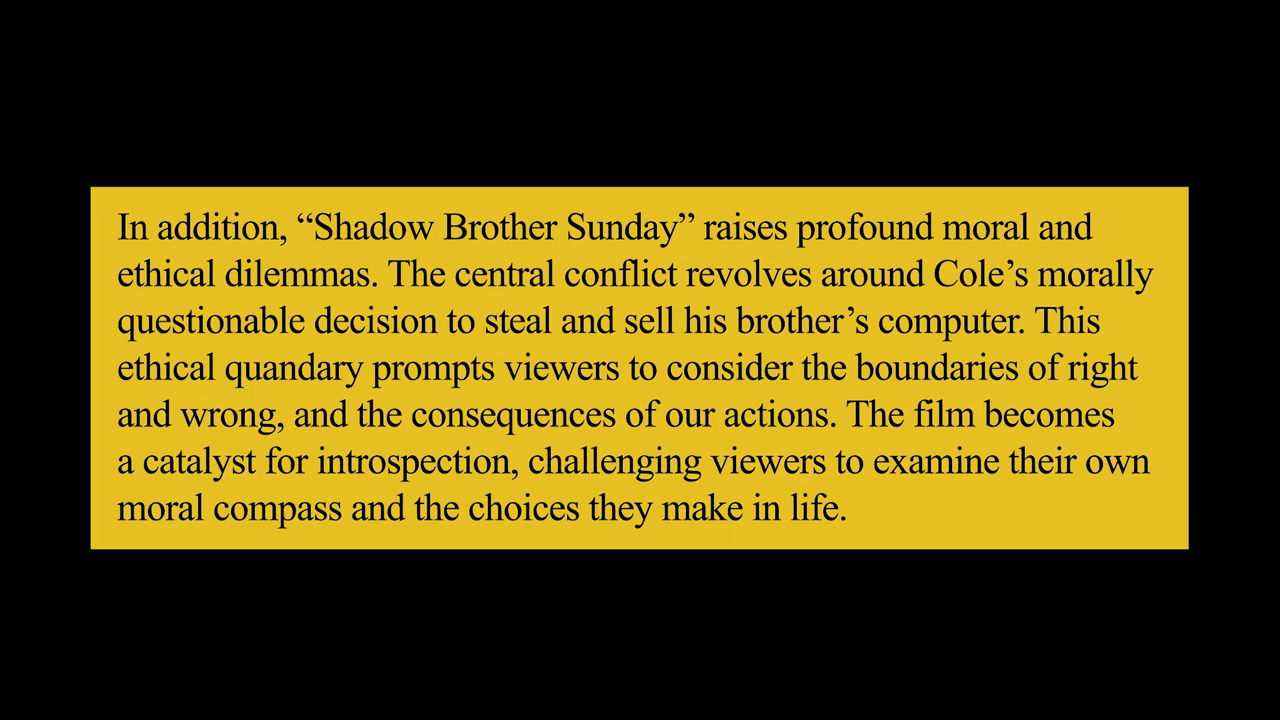 In addition, “Shadow Brother Sunday” raises profound moral and
ethical dilemmas. The central conflict revolves around Cole’s morally
questionable decision to steal and sell his brother’s computer. This
ethical quandary prompts viewers to consider the boundaries of right
and wrong, and the consequences of our actions. The film becomes
a catalyst for introspection, challenging viewers to examine their own
moral compass and the choices they make in life.